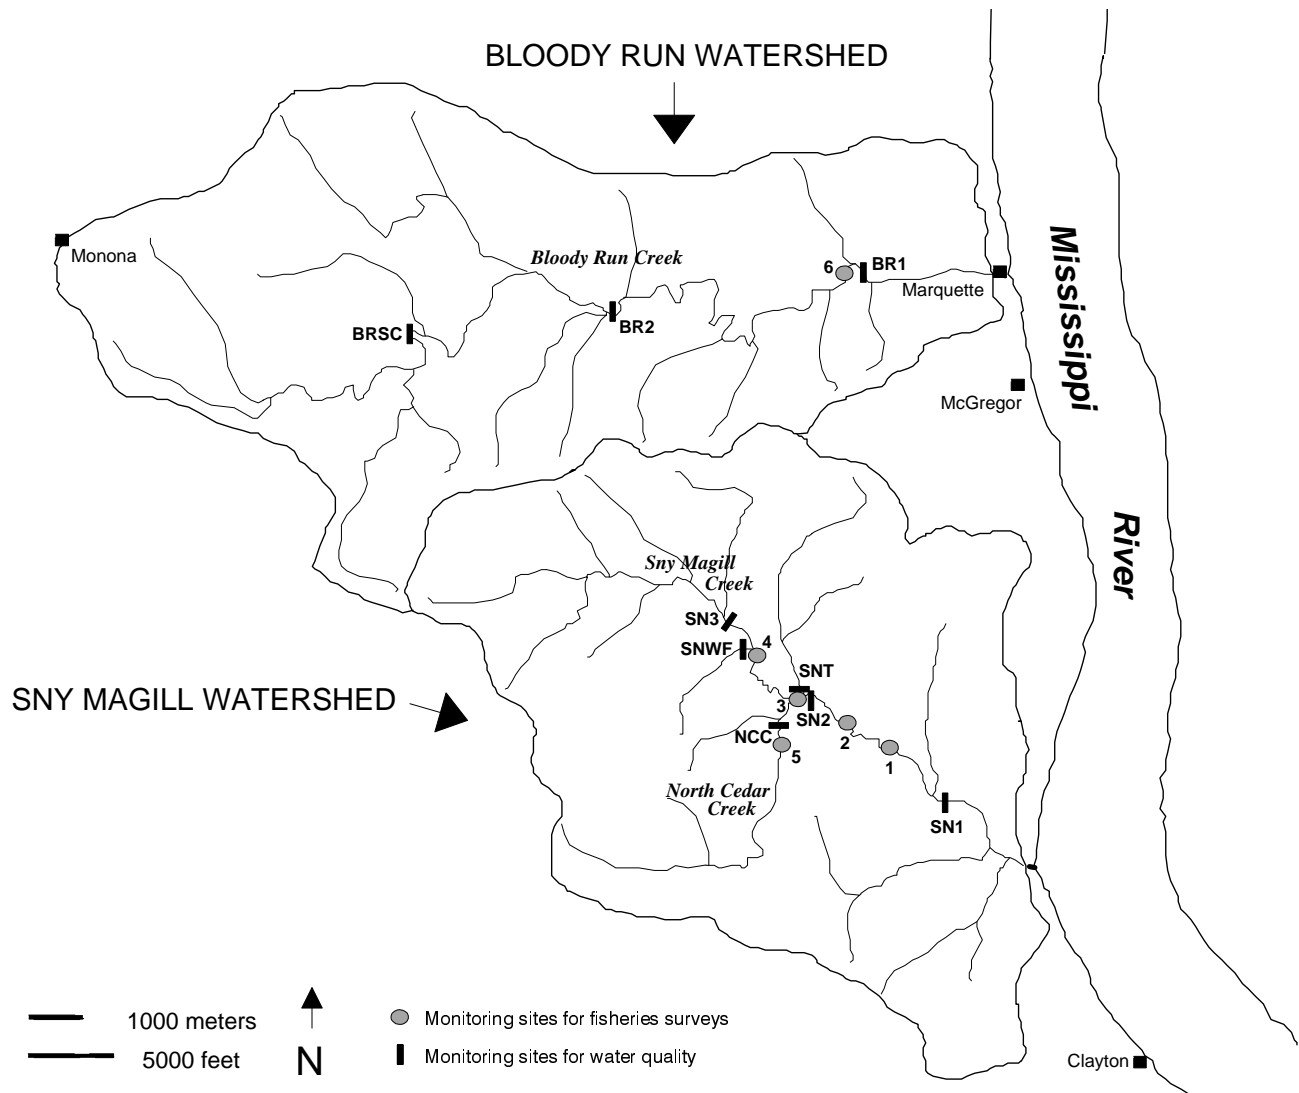 BLOODY RUN WATERSHED
Monona
Bloody Run Creek
6
BR1
Marquette
Mississippi
BRSC
BR2
McGregor
River
Sny Magill
Creek
SN3
4
SNWF
SNT
SNY MAGILL WATERSHED
3
SN2
NCC
2
5
1
North Cedar
Creek
SN1
1000 meters
5000 feet
N
Monitoring sites for fisheries surveys
Monitoring sites for water quality
Clayton